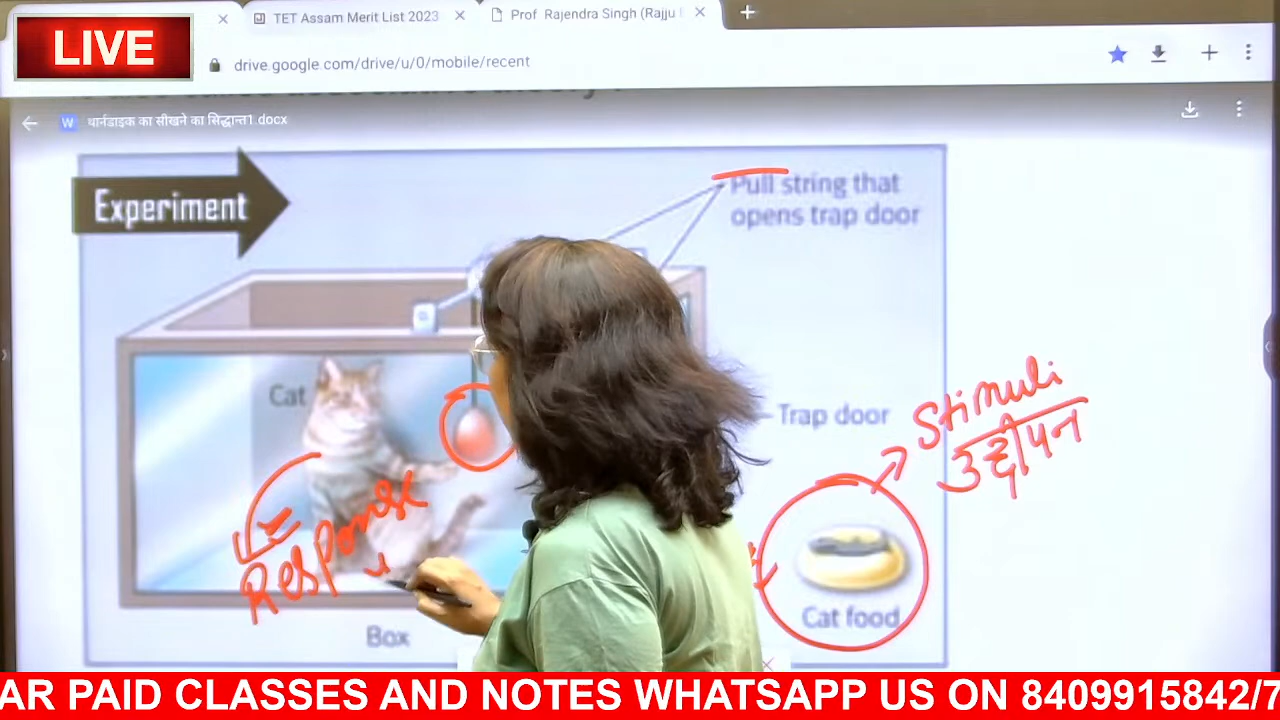 TET Assam Merit List 2023
Prof Rajendra Singh (Rajju
LIVE
drive.google.com/drive/u/0/mobile/recent
थार्नडाइक का सीखने का सिद्धान्त1.docx
Experiment
Pull string that
opens trap door
Cat
Trap door
Stimuli
उद्दीपन
Response
Cat food
Box
AR PAID CLASSES AND NOTES WHATSAPP US ON 8409915842/7